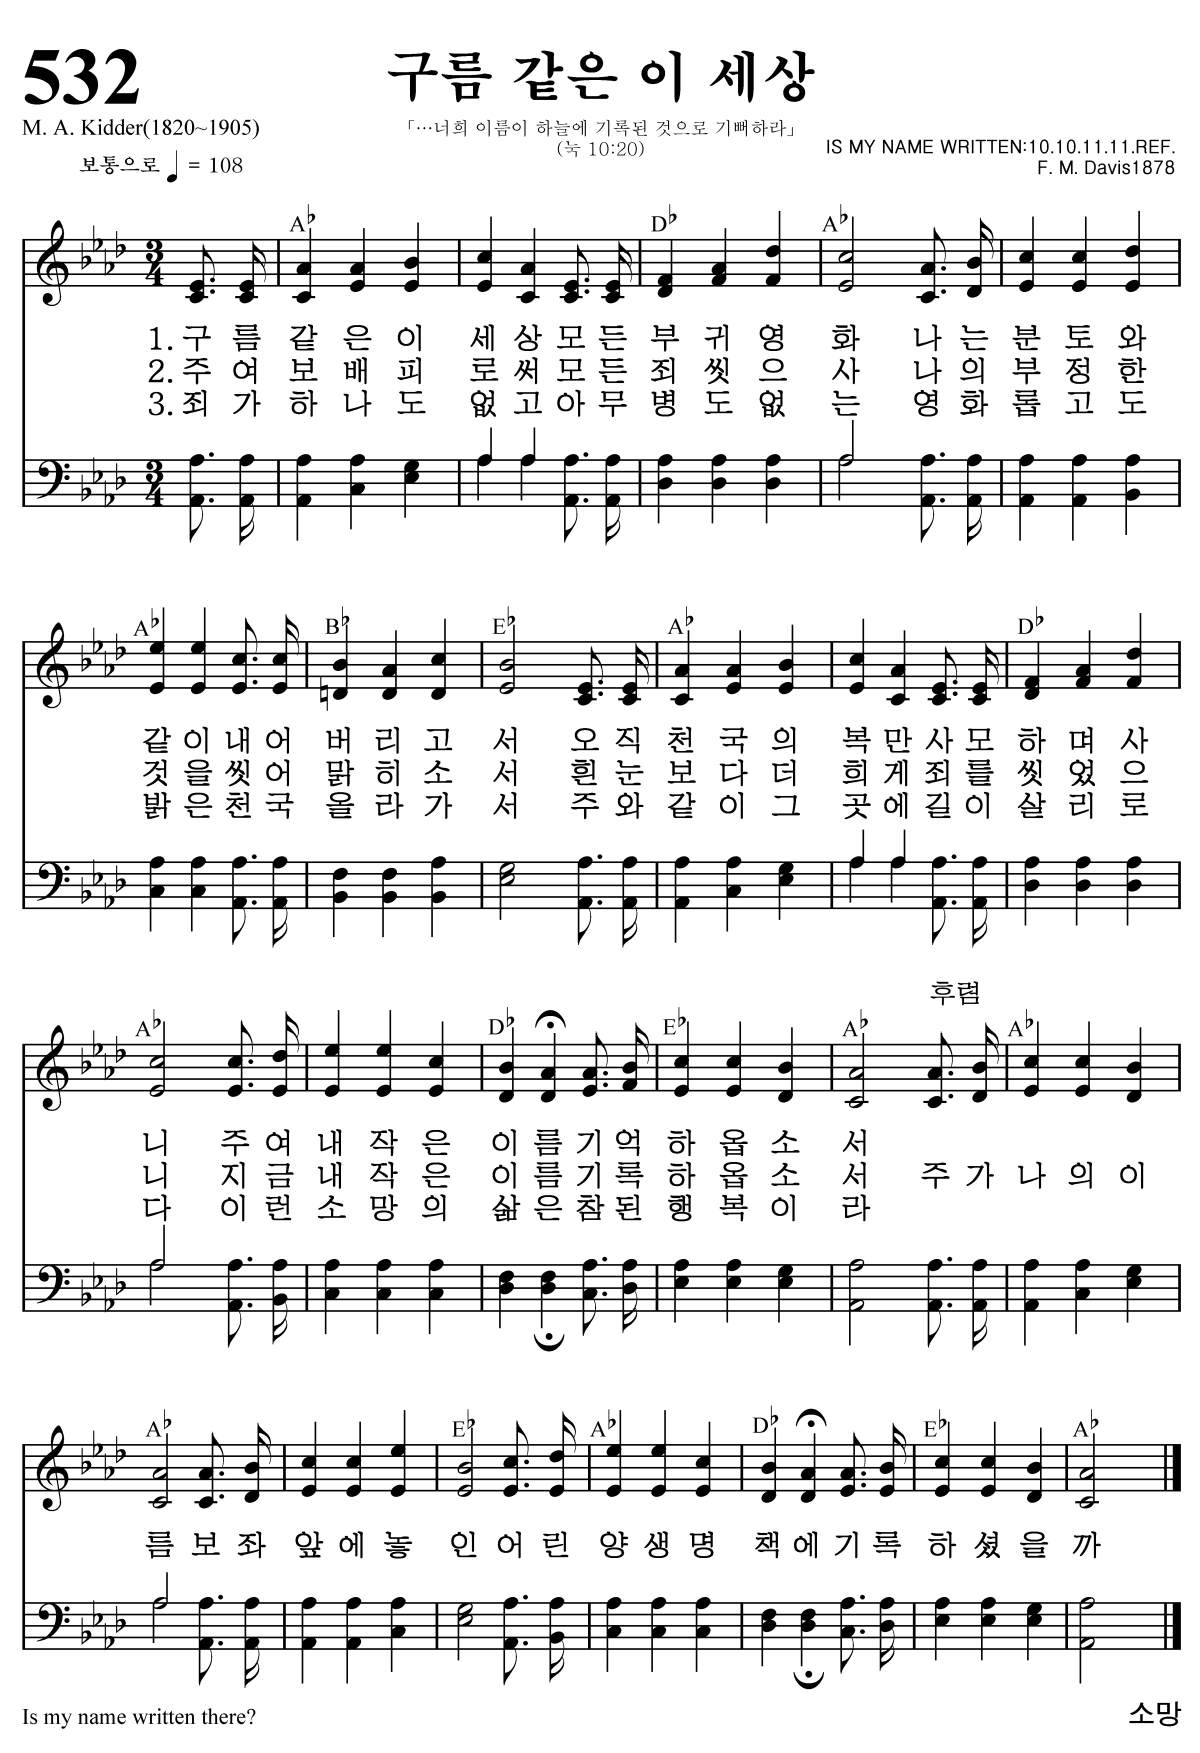 532
구름 같은 이 세상
M. A. Kidder(1820~1905)
「…너희 이름이 하늘에 기록된 것으로 기뻐하라」
(눅 10:20)
IS MY NAME WRITTEN:10.10.11.11.REF.
F. M. Davis1878
보통으로 ♩ = 108
A♭ D♭ A♭
3 4
1. 구 름 같 은 이 세 상 모 든 부 귀 영 화 나 는 분 토 와
2. 주 여 보 배 피 로 써 모 든 죄 씻 으 사 나 의 부 정 한
3. 죄 가 하 나 도 없 고 아 무 병 도 없 는 영 화 롭 고 도
3 4
A♭ B♭ E♭ A♭ D♭
같 이 내 어 버 리 고 서 오 직 천 국 의 복 만 사 모 하 며 사
것 을 씻 어 맑 히 소 서 흰 눈 보 다 더 희 게 죄 를 씻 었 으
밝 은 천 국 올 라 가 서 주 와 같 이 그 곳 에 길 이 살 리 로
후렴
A♭ D♭ E♭ A♭ A♭
니 주 여 내 작 은 이 름 기 억 하 옵 소 서
니 지 금 내 작 은 이 름 기 록 하 옵 소 서 주 가 나 의 이
다 이 런 소 망 의 삶 은 참 된 행 복 이 라
A♭ E♭ A♭ D♭ E♭ A♭
름 보 좌 앞 에 놓 인 어 린 양 생 명 책 에 기 록 하 셨 을 까
Is my name written there?
소망